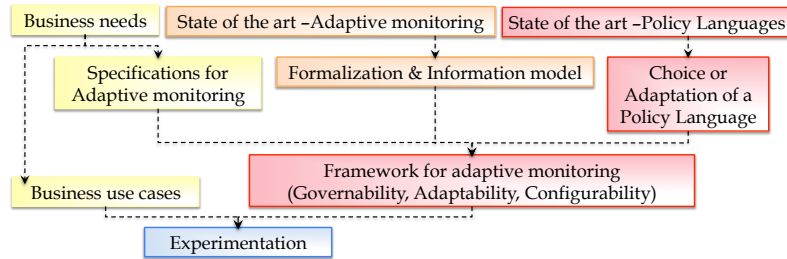 Business needs
State of the art –Adaptive monitoring
State of the art –Policy Languages
Specifications for
Adaptive monitoring
Formalization & Information model
Choice or
Adaptation of a
Policy Language
Framework for adaptive monitoring
(Governability, Adaptability, Configurability)
Business use cases
Experimentation